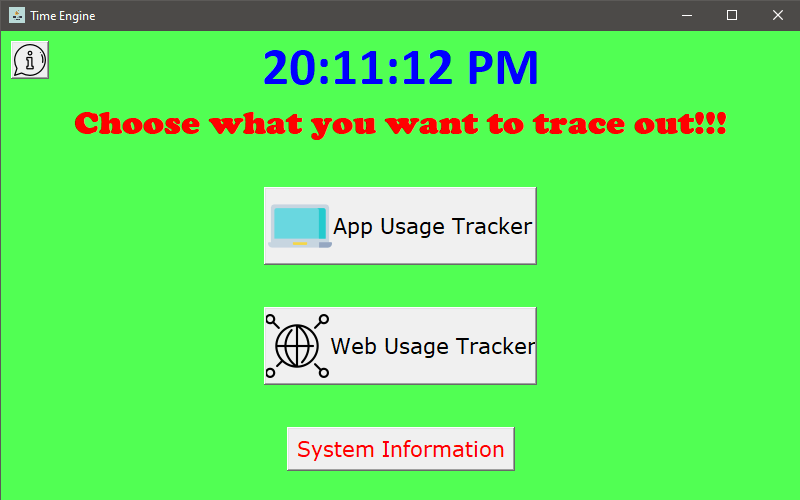 Time Engine
20:11:12 PM
Choose what you want to trace out!!!
App Usage Tracker
Web Usage Tracker
System Information